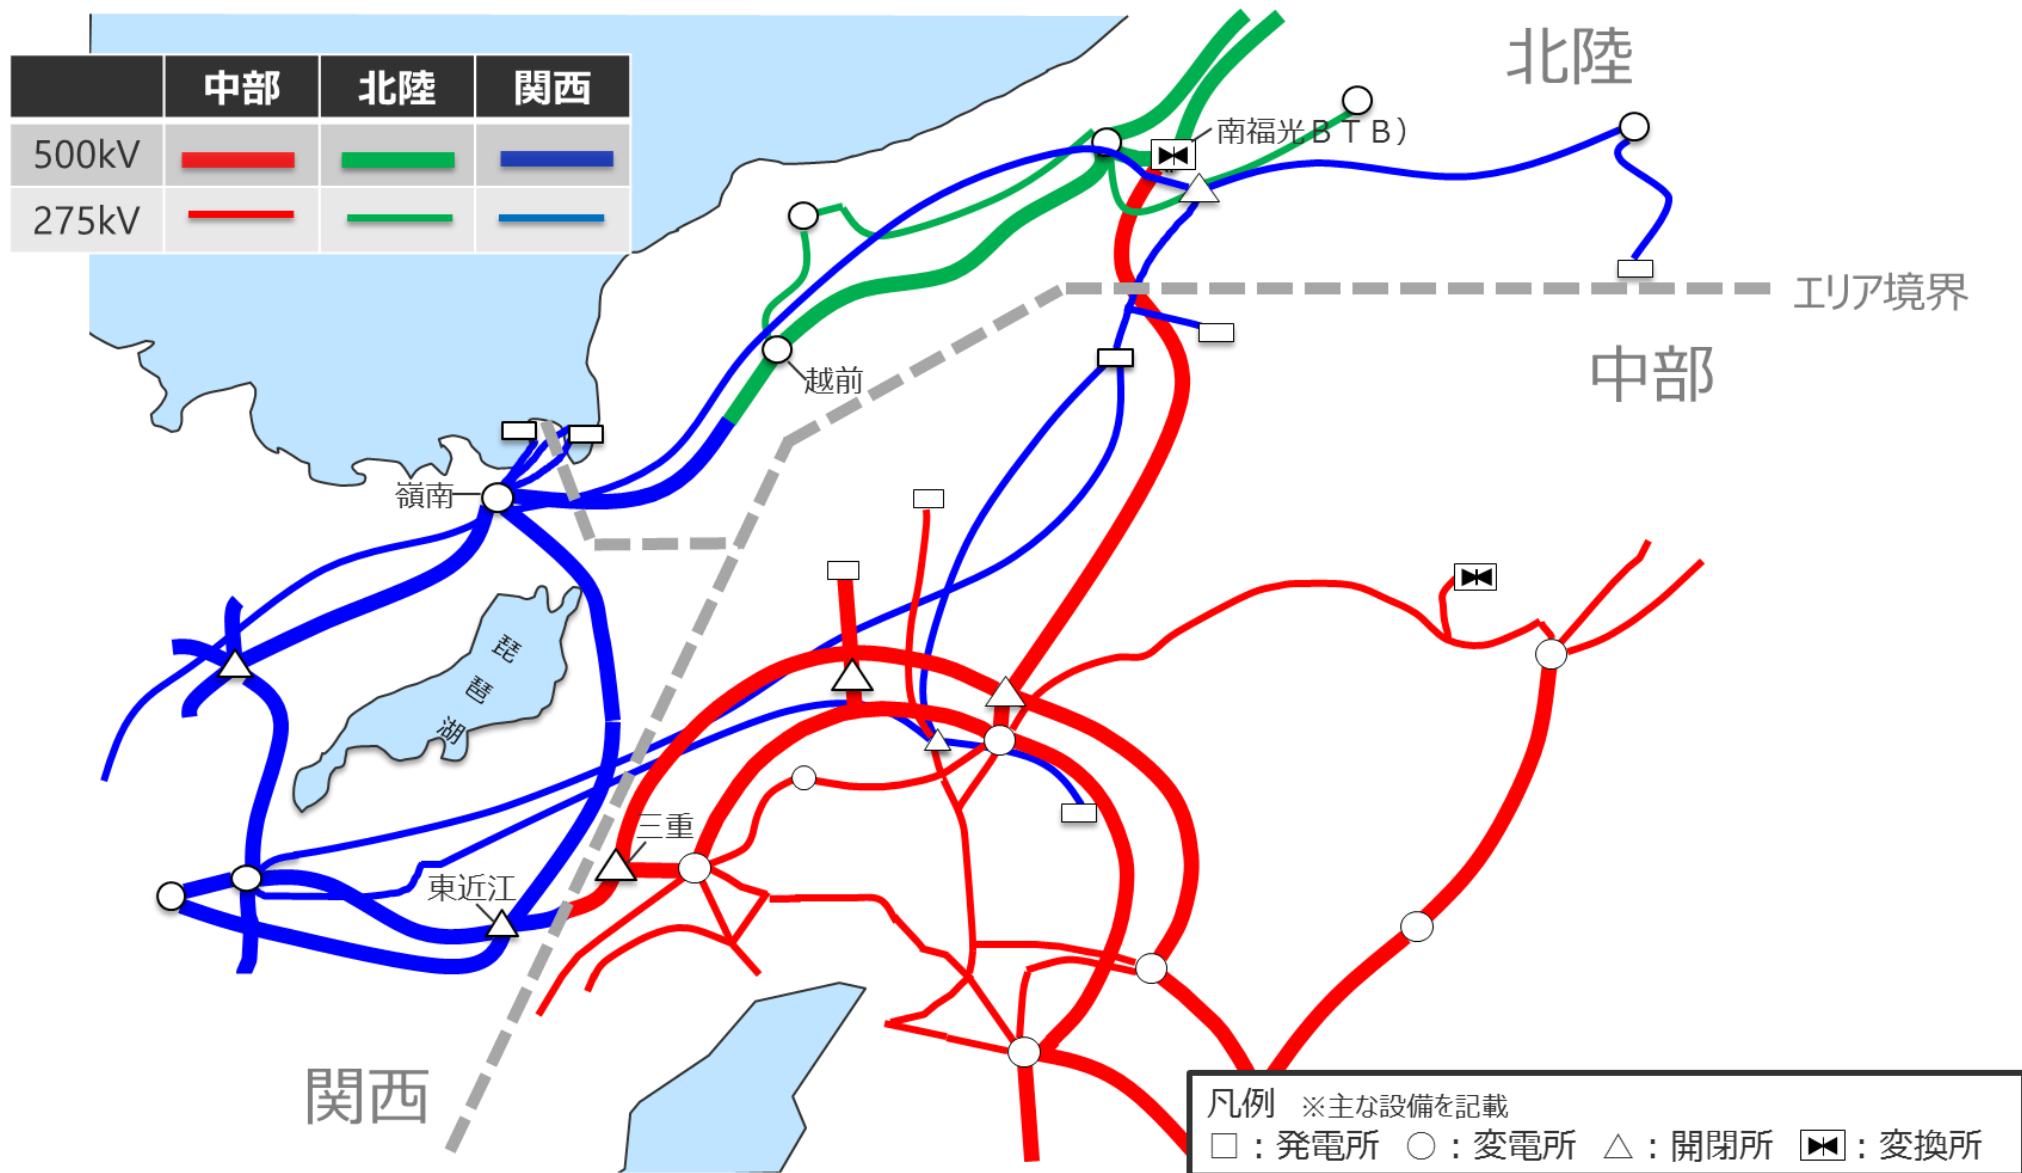 中部 北陸 関西
500kV
275kV
北陸
南福光BTB)
エリア境界
中部
越前
嶺南
琵
琶
湖
三重
東近江
関西
凡例 ※主な設備を記載
□:発電所 ○:変電所 △:開閉所 :変換所